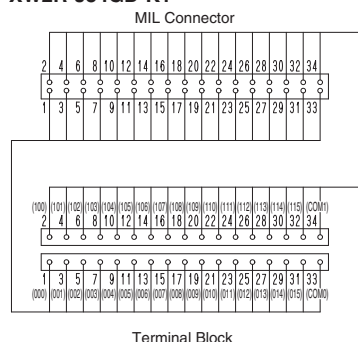 MIL Connector
2 4 6 8 10 12 14 16 18 20 22 24 26 28 30 32 34
1 3 5 7 9 11 13 15 17 19 21 23 25 27 29 31 33
(100) (101) (102) (103) (104) (105) (106) (107) (108) (109) (110) (111) (112) (113) (114) (115) (COM1)
2 4 6 8 10 12 14 16 18 20 22 24 26 28 30 32 34
1 3 5 7 9 11 13 15 17 19 21 23 25 27 29 31 33
(000) (001) (002) (003) (004) (005) (006) (007) (008) (009) (010) (011) (012) (013) (014) (015) (COM0)
Terminal Block